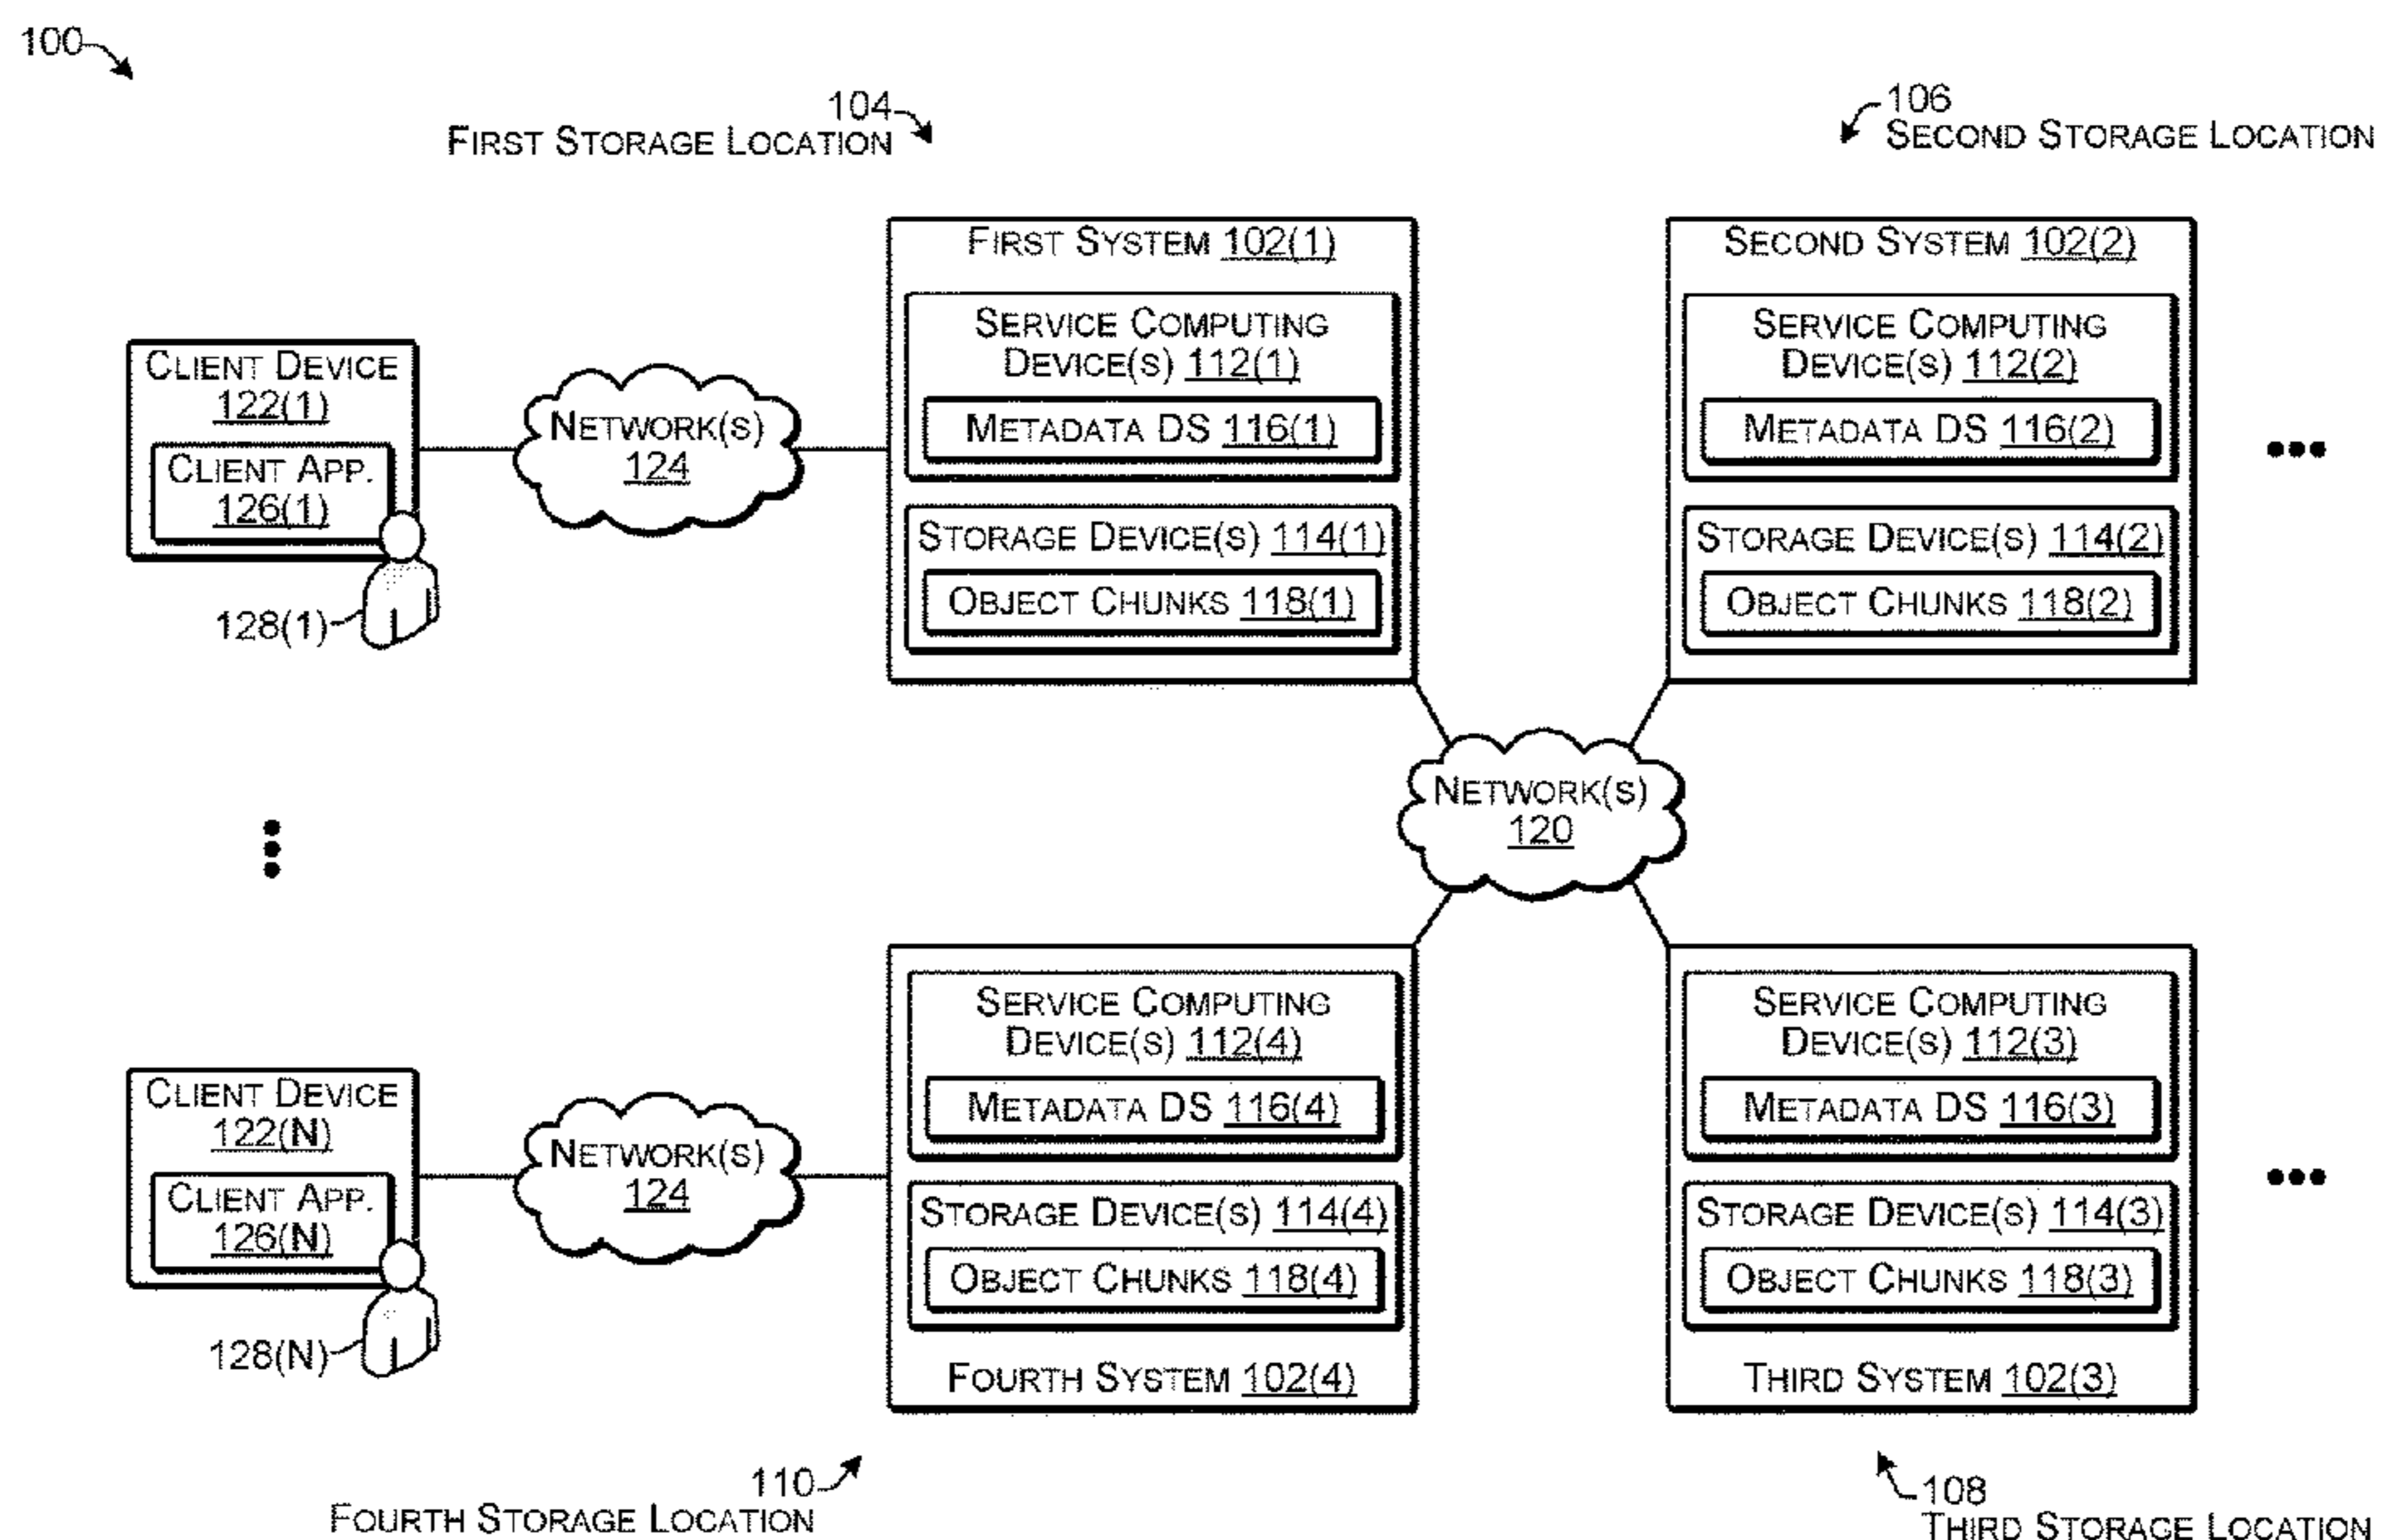 100
104
FIRST STORAGE LOCATION
106
SECOND STORAGE LOCATION
CLIENT DEVICE
122(1)
CLIENT APP.
126(1)
128(1)
NETWORK(S)
124
FIRST SYSTEM 102(1)
SERVICE COMPUTING
DEVICE(S) 112(1)
METADATA DS 116(1)
STORAGE DEVICE(S) 114(1)
OBJECT CHUNKS 118(1)
SECOND SYSTEM 102(2)
SERVICE COMPUTING
DEVICE(S) 112(2)
METADATA DS 116(2)
STORAGE DEVICE(S) 114(2)
OBJECT CHUNKS 118(2)
NETWORK(S)
120
CLIENT DEVICE
122(N)
CLIENT APP.
126(N)
128(N)
NETWORK(S)
124
SERVICE COMPUTING
DEVICE(S) 112(4)
METADATA DS 116(4)
STORAGE DEVICE(S) 114(4)
OBJECT CHUNKS 118(4)
FOURTH SYSTEM 102(4)
SERVICE COMPUTING
DEVICE(S) 112(3)
METADATA DS 116(3)
STORAGE DEVICE(S) 114(3)
OBJECT CHUNKS 118(3)
THIRD SYSTEM 102(3)
110
FOURTH STORAGE LOCATION
108
THIRD STORAGE LOCATION